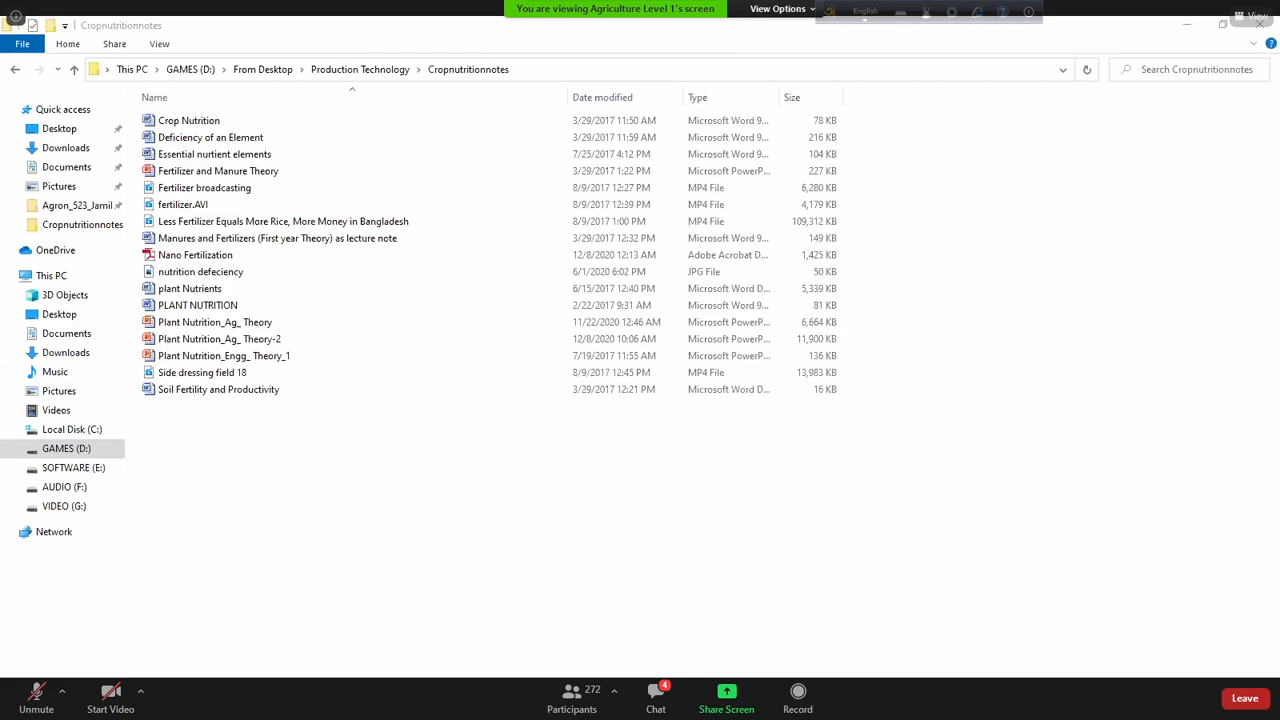 You are viewing Agriculture Level 1's screen
View Options
English
View
Cropnutritionnotes
File Home Share View
This PC GAMES (D:) From Desktop Production Technology Cropnutritionnotes
Search Cropnutritionnotes
Name Date modified Type Size
Quick access
Desktop
Downloads
Documents
Pictures
Agron_523_Jamil
Cropnutritionnotes
OneDrive
This PC
3D Objects
Desktop
Documents
Downloads
Music
Pictures
Videos
Local Disk (C:)
GAMES (D:)
SOFTWARE (E:)
AUDIO (F:)
VIDEO (G:)
Network
Crop Nutrition 3/29/2017 11:50 AM Microsoft Word 9... 78 KB
Deficiency of an Element 3/29/2017 11:59 AM Microsoft Word 9... 216 KB
Essential nurtient elements 7/25/2017 4:12 PM Microsoft Word 9... 104 KB
Fertilizer and Manure Theory 3/29/2017 1:22 PM Microsoft PowerP... 227 KB
Fertilizer broadcasting 8/9/2017 12:27 PM MP4 File 6,280 KB
fertilizer.AVI 8/9/2017 12:39 PM MP4 File 4,179 KB
Less Fertilizer Equals More Rice, More Money in Bangladesh 8/9/2017 1:00 PM MP4 File 109,312 KB
Manures and Fertilizers (First year Theory) as lecture note 3/29/2017 12:32 PM Microsoft Word 9... 149 KB
Nano Fertilization 12/8/2020 12:13 AM Adobe Acrobat D... 1,425 KB
nutrition defeciency 6/1/2020 6:02 PM JPG File 50 KB
plant Nutrients 6/15/2017 12:40 PM Microsoft Word D... 5,339 KB
PLANT NUTRITION 2/22/2017 9:31 AM Microsoft Word 9... 81 KB
Plant Nutrition_Ag_ Theory 11/22/2020 12:46 AM Microsoft PowerP... 6,664 KB
Plant Nutrition_Ag_ Theory-2 12/8/2020 10:06 AM Microsoft PowerP... 11,900 KB
Plant Nutrition_Engg_ Theory_1 7/19/2017 11:55 AM Microsoft PowerP... 136 KB
Side dressing field 18 8/9/2017 12:45 PM MP4 File 13,983 KB
Soil Fertility and Productivity 3/29/2017 12:21 PM Microsoft Word D... 16 KB
Unmute
Start Video
272
Participants
4
Chat
Share Screen
Record
Leave